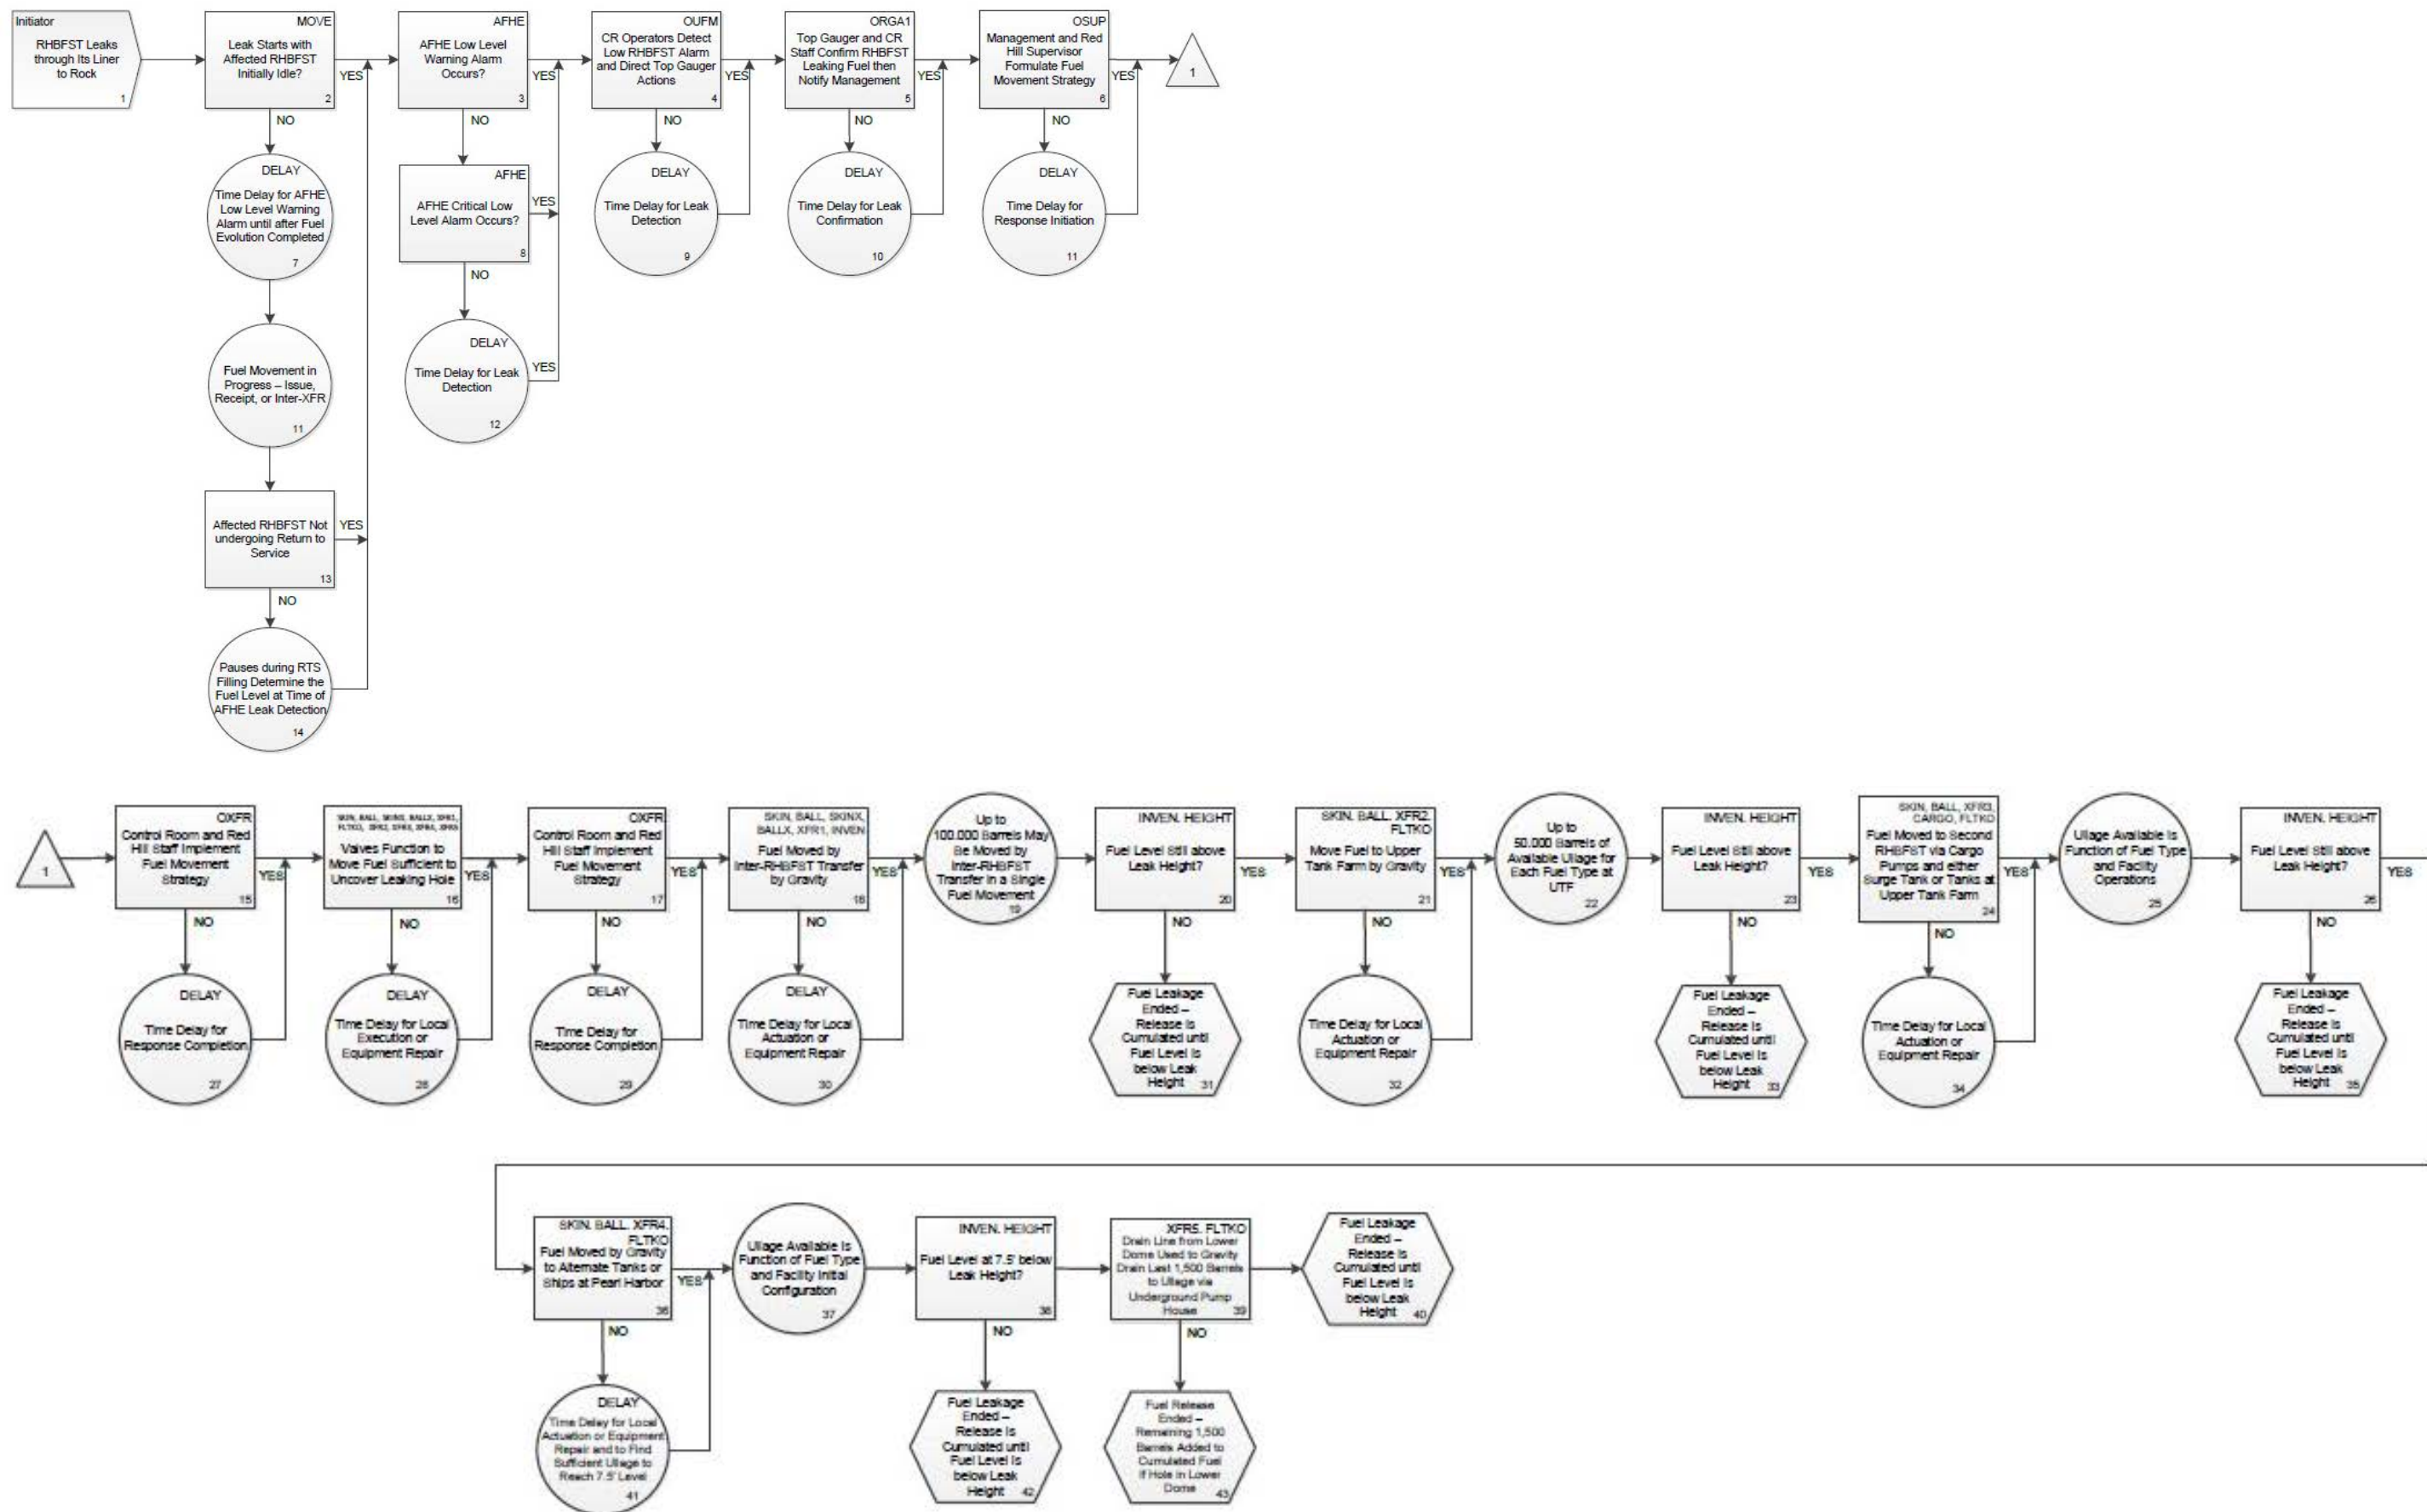 Initiator
RHBFST Leaks
through Its Liner
to Rock
1
MOVE
Leak Starts with
Affected RHBFST
Initially Idle?
2
YES
NO
AFHE
AFHE Low Level
Warning Alarm
Occurs?
3
YES
NO
OUFM
CR Operators Detect
Low RHBFST Alarm
and Direct Top Gauger
Actions
4
YES
NO
ORGA1
Top Gauger and CR
Staff Confirm RHBFST
Leaking Fuel then
Notify Management
5
YES
NO
OSUP
Management and Red
Hill Supervisor
Formulate Fuel
Movement Strategy
6
YES
NO
1
DELAY
Time Delay for AFHE
Low Level Warning
Alarm until after Fuel
Evolution Completed
7
AFHE
AFHE Critical Low
Level Alarm Occurs?
8
YES
NO
DELAY
Time Delay for Leak
Detection
9
DELAY
Time Delay for Leak
Confirmation
10
DELAY
Time Delay for
Response Initiation
11
Fuel Movement in
Progress – Issue,
Receipt, or Inter-XFR
11
DELAY
Time Delay for Leak
Detection
12
YES
Affected RHBFST Not
undergoing Return to
Service
13
YES
NO
Pauses during RTS
Filling Determine the
Fuel Level at Time of
AFHE Leak Detection
14
1
OXFR
Control Room and Red
Hill Staff Implement
Fuel Movement
Strategy
15
YES
NO
SKIN, BALL, SKINX, BALLX, XFR1,
FLTKO, XFR2, XFR3, XFR4, XFR5
Valves Function to
Move Fuel Sufficient to
Uncover Leaking Hole
16
YES
NO
OXFR
Control Room and Red
Hill Staff Implement
Fuel Movement
Strategy
17
YES
NO
SKIN, BALL, SKINX,
BALLX, XFR1, INVEN
Fuel Moved by
Inter-RHBFST Transfer
by Gravity
18
YES
NO
Up to
100.000 Barrels May
Be Moved by
Inter-RHBFST
Transfer in a Single
Fuel Movement
19
INVEN. HEIGHT
Fuel Level Still above
Leak Height?
20
YES
NO
SKIN. BALL. XFR2.
FLTKO
Move Fuel to Upper
Tank Farm by Gravity
21
YES
NO
Up to
50.000 Barrels of
Available Ullage for
Each Fuel Type at
UTF
22
INVEN. HEIGHT
Fuel Level Still above
Leak Height?
23
YES
NO
SKIN, BALL, XFR3,
CARGO, FLTKO
Fuel Moved to Second
RHBFST via Cargo
Pumps and either
Surge Tank or Tanks at
Upper Tank Farm
24
YES
NO
Ullage Available Is
Function of Fuel Type
and Facility
Operations
25
INVEN. HEIGHT
Fuel Level Still above
Leak Height?
26
YES
NO
DELAY
Time Delay for
Response Completion
27
DELAY
Time Delay for Local
Execution or
Equipment Repair
28
DELAY
Time Delay for
Response Completion
29
DELAY
Time Delay for Local
Actuation or
Equipment Repair
30
Fuel Leakage
Ended –
Release Is
Cumulated until
Fuel Level Is
below Leak
Height 31
Time Delay for Local
Actuation or
Equipment Repair
32
Fuel Leakage
Ended –
Release Is
Cumulated until
Fuel Level Is
below Leak
Height 33
Time Delay for Local
Actuation or
Equipment Repair
34
Fuel Leakage
Ended –
Release Is
Cumulated until
Fuel Level Is
below Leak
Height 35
SKIN. BALL. XFR4.
FLTKO
Fuel Moved by Gravity
to Alternate Tanks or
Ships at Pearl Harbor
36
YES
NO
Ullage Available Is
Function of Fuel Type
and Facility Initial
Configuration
37
INVEN. HEIGHT
Fuel Level at 7.5' below
Leak Height?
38
NO
XFR5. FLTKO
Drain Line from Lower
Dome Used to Gravity
Drain Last 1,500 Barrels
to Ullage via
Underground Pump
House 39
NO
Fuel Leakage
Ended –
Release Is
Cumulated until
Fuel Level Is
below Leak
Height 40
DELAY
Time Delay for Local
Actuation or Equipment
Repair and to Find
Sufficient Ullage to
Reach 7.5' Level
41
Fuel Leakage
Ended –
Release Is
Cumulated until
Fuel Level Is
below Leak
Height 42
Fuel Release
Ended –
Remaining 1,500
Barrels Added to
Cumulated Fuel
If Hole in Lower
Dome 43